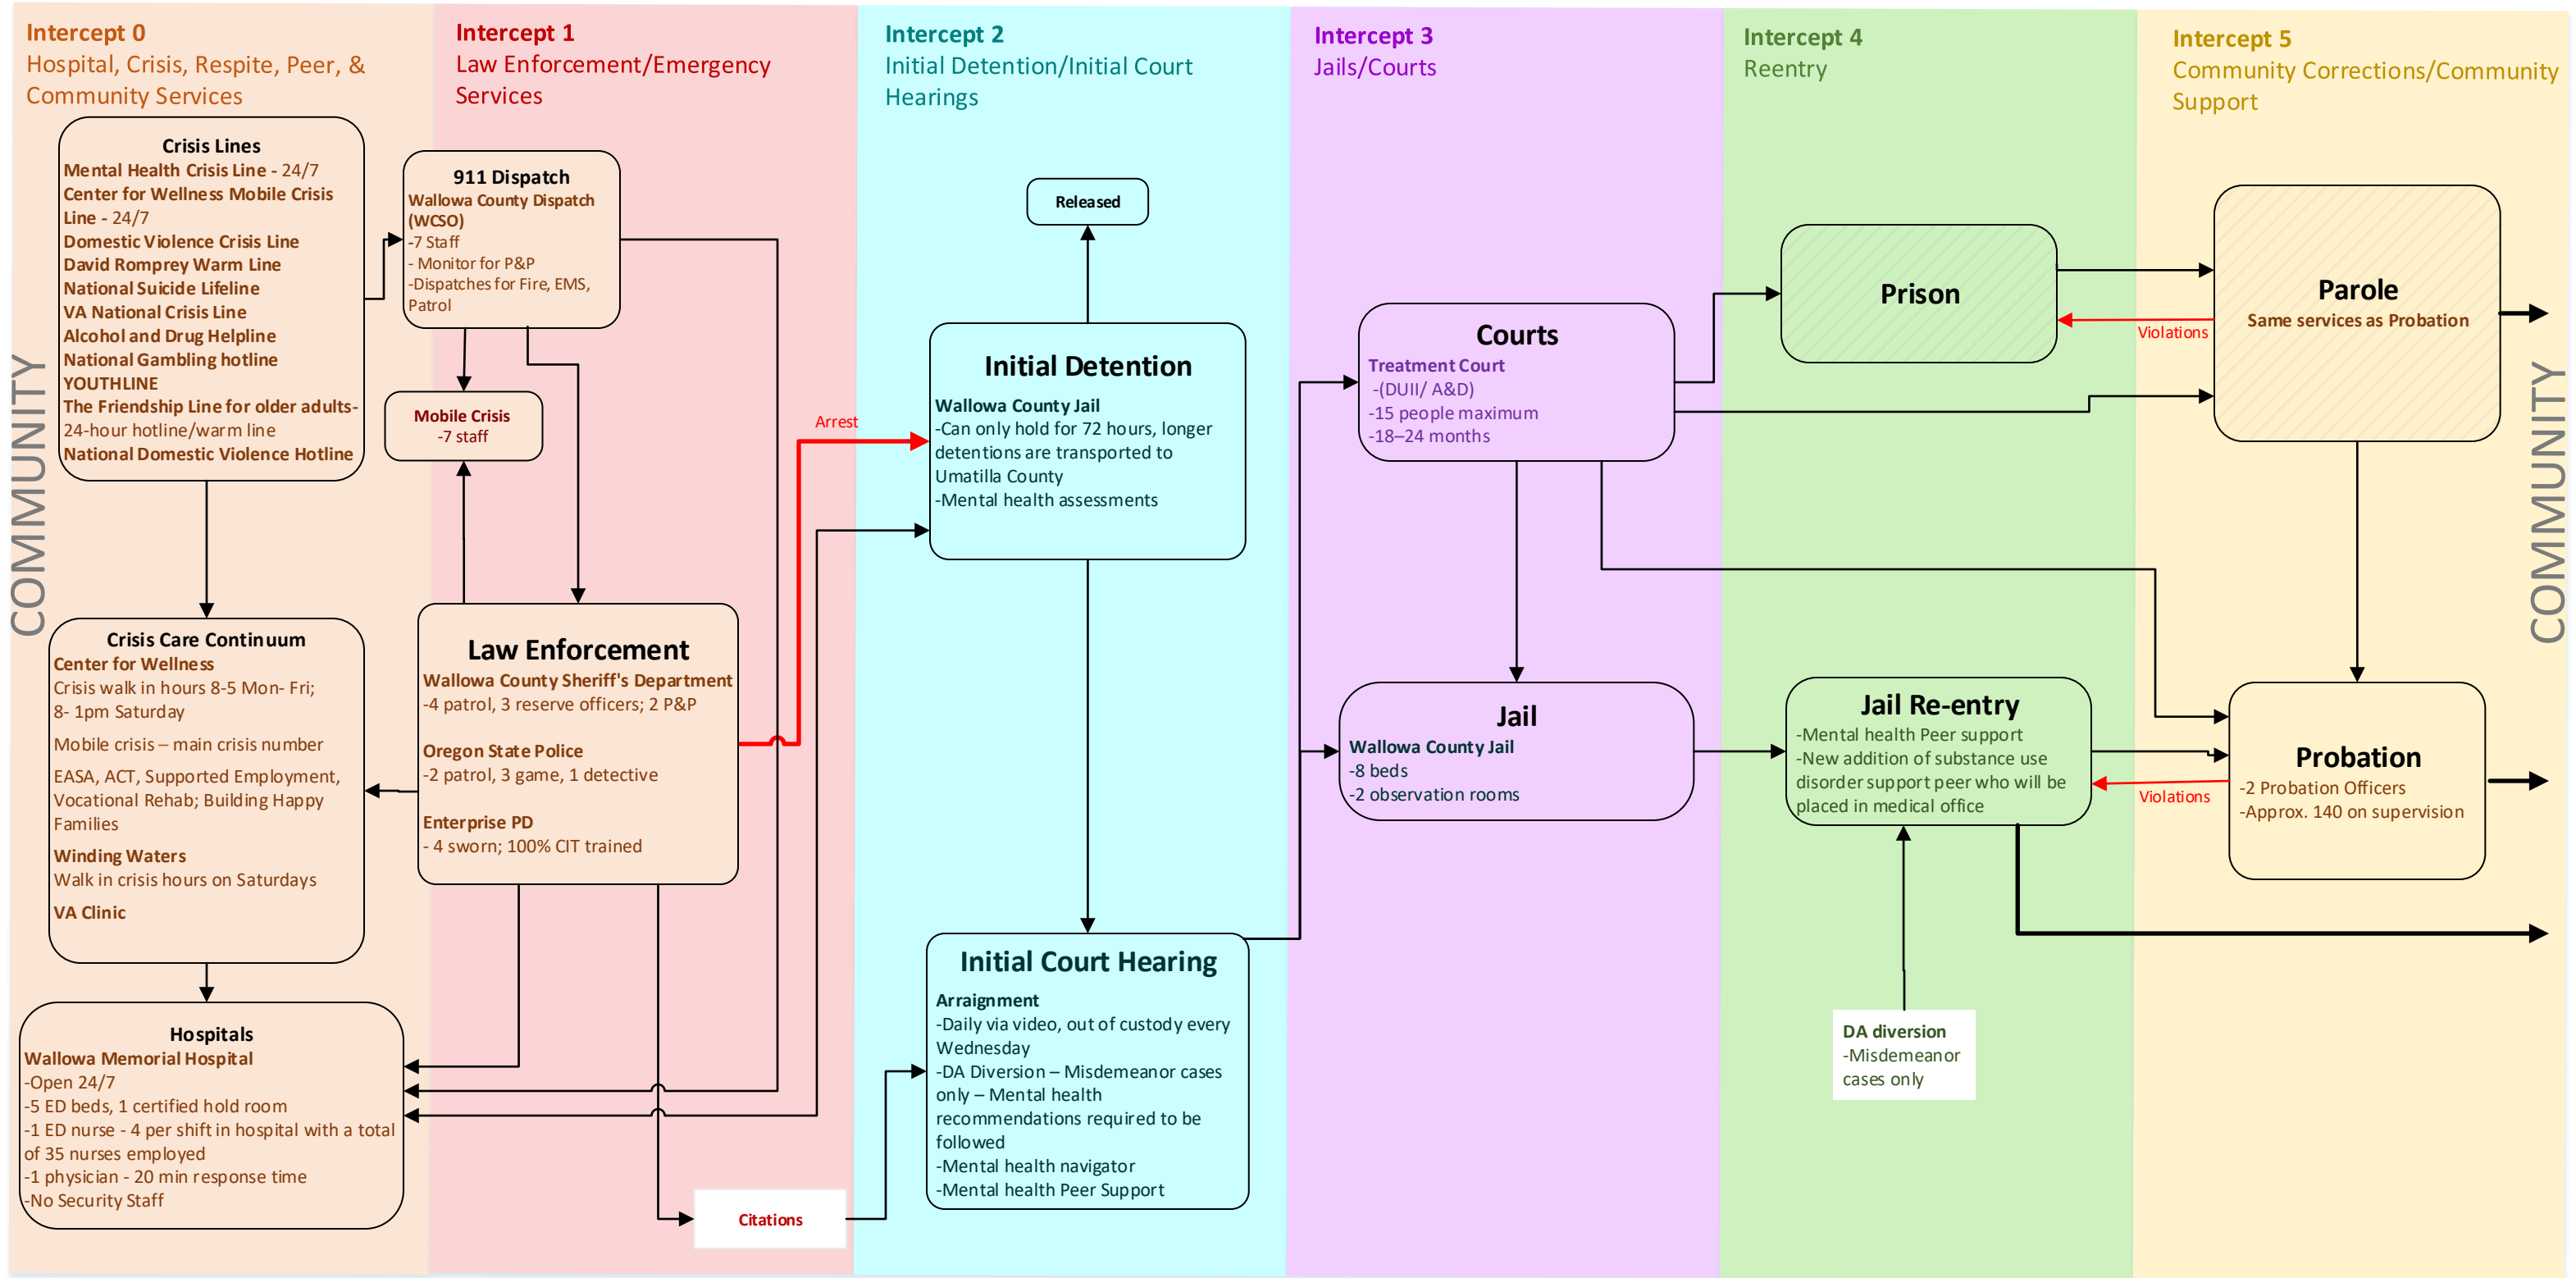 Intercept 0
Hospital, Crisis, Respite, Peer, &
Community Services
Intercept 1
Law Enforcement/Emergency
Services
Intercept 2
Initial Detention/Initial Court
Hearings
Intercept 3
Jails/Courts
Intercept 4
Reentry
Intercept 5
Community Corrections/Community
Support
COMMUNITY
Crisis Lines
Mental Health Crisis Line - 24/7
Center for Wellness Mobile Crisis
Line - 24/7
Domestic Violence Crisis Line
David Romprey Warm Line
National Suicide Lifeline
VA National Crisis Line
Alcohol and Drug Helpline
National Gambling hotline
YOUTHLINE
The Friendship Line for older adults-
24-hour hotline/warm line
National Domestic Violence Hotline
Crisis Care Continuum
Center for Wellness
Crisis walk in hours 8-5 Mon- Fri;
8- 1pm Saturday
Mobile crisis – main crisis number
EASA, ACT, Supported Employment,
Vocational Rehab; Building Happy
Families
Winding Waters
Walk in crisis hours on Saturdays
VA Clinic
Hospitals
Wallowa Memorial Hospital
-Open 24/7
-5 ED beds, 1 certified hold room
-1 ED nurse - 4 per shift in hospital with a total
of 35 nurses employed
-1 physician - 20 min response time
-No Security Staff
911 Dispatch
Wallowa County Dispatch
(WCSO)
-7 Staff
- Monitor for P&P
-Dispatches for Fire, EMS,
Patrol
Mobile Crisis
-7 staff
Law Enforcement
Wallowa County Sheriff's Department
-4 patrol, 3 reserve officers; 2 P&P
Oregon State Police
-2 patrol, 3 game, 1 detective
Enterprise PD
- 4 sworn; 100% CIT trained
Citations
Arrest
Released
Initial Detention
Wallowa County Jail
-Can only hold for 72 hours, longer
detentions are transported to
Umatilla County
-Mental health assessments
Initial Court Hearing
Arraignment
-Daily via video, out of custody every
Wednesday
-DA Diversion – Misdemeanor cases
only – Mental health
recommendations required to be
followed
-Mental health navigator
-Mental health Peer Support
Courts
Treatment Court
-(DUII/ A&D)
-15 people maximum
-18–24 months
Jail
Wallowa County Jail
-8 beds
-2 observation rooms
Prison
Jail Re-entry
-Mental health Peer support
-New addition of substance use
disorder support peer who will be
placed in medical office
DA diversion
-Misdemeanor
cases only
Violations
Violations
Parole
Same services as Probation
Probation
-2 Probation Officers
-Approx. 140 on supervision
COMMUNITY